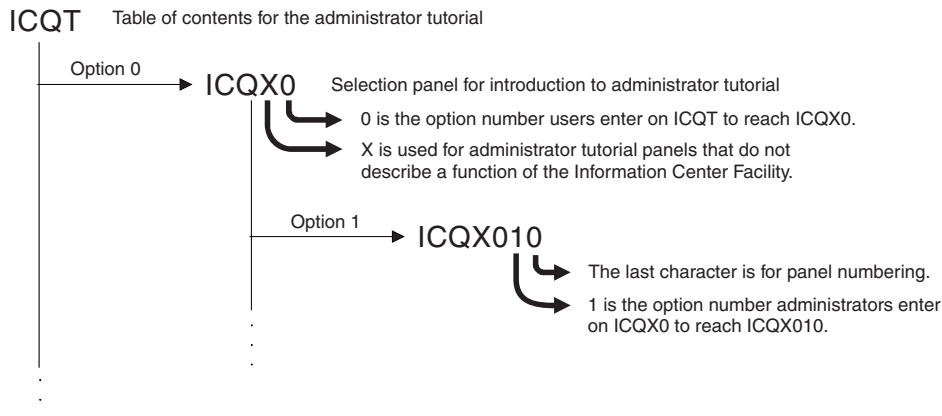 ICQT Table of contents for the administrator tutorial
Option 0
ICQX0 Selection panel for introduction to administrator tutorial
0 is the option number users enter on ICQT to reach ICQX0.
X is used for administrator tutorial panels that do not
describe a function of the Information Center Facility.
Option 1
ICQX010
The last character is for panel numbering.
1 is the option number administrators enter
on ICQX0 to reach ICQX010.